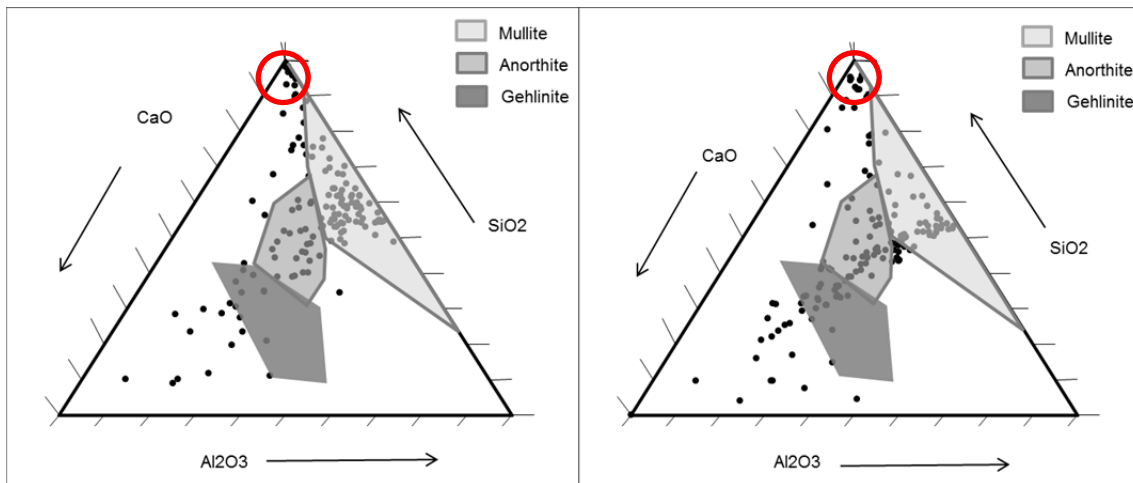 Mullite
Anorthite
Gehlinite
CaO
SiO2
Al2O3
Mullite
Anorthite
Gehlinite
CaO
SiO2
Al2O3